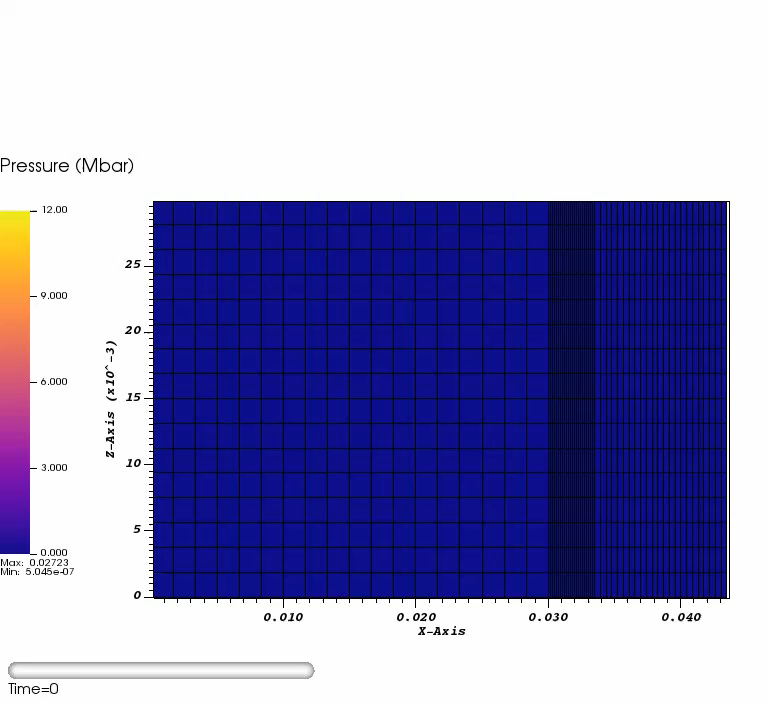 Pressure (Mbar)
12.00
9.000
6.000
3.000
0.000
Max: 0.02723
Min: 5.045e-07
Z-Axis (x10^-3)
25
20
15
10
5
0
0.010 0.020 0.030 0.040
X-Axis
Time=0